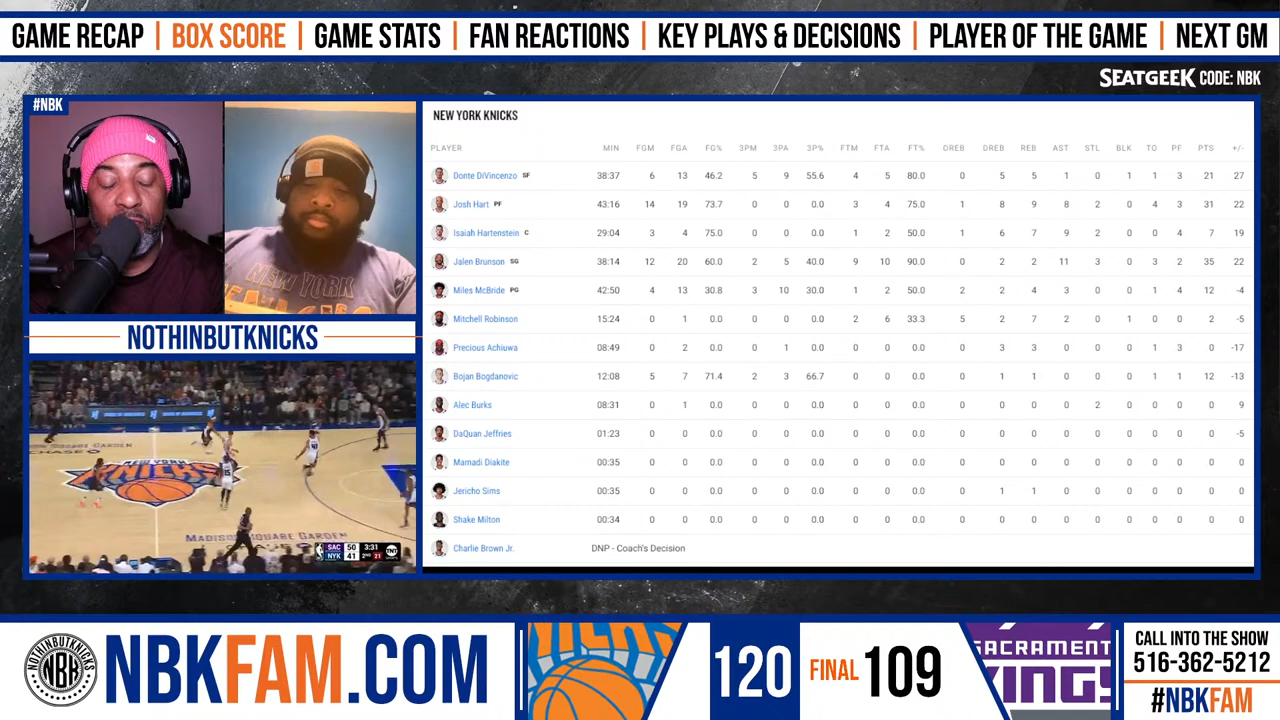 GAME RECAP | BOX SCORE | GAME STATS | FAN REACTIONS | KEY PLAYS & DECISIONS | PLAYER OF THE GAME | NEXT GM
SEATGEEK CODE: NBK
#NBK
NEW YORK
NOTHINBUTKNICKS
MADISON SQUARE GARDEN
NEW YORK
KNICKS
SAC 50 3:31
NYK 41 2ND 21
TNT
NEW YORK KNICKS
PLAYER MIN FGM FGA FG% 3PM 3PA 3P% FTM FTA FT% OREB DREB REB AST STL BLK TO PF PTS +/-
Donte DiVincenzo SF 38:37 6 13 46.2 5 9 55.6 4 5 80.0 0 5 5 1 0 1 1 3 21 27
Josh Hart PF 43:16 14 19 73.7 0 0 0.0 3 4 75.0 1 8 9 8 2 0 4 3 31 22
Isaiah Hartenstein C 29:04 3 4 75.0 0 0 0.0 1 2 50.0 1 6 7 9 2 0 0 4 7 19
Jalen Brunson SG 38:14 12 20 60.0 2 5 40.0 9 10 90.0 0 2 2 11 3 0 3 2 35 22
Miles McBride PG 42:50 4 13 30.8 3 10 30.0 1 2 50.0 2 2 4 3 0 0 1 4 12 -4
Mitchell Robinson 15:24 0 1 0.0 0 0 0.0 2 6 33.3 5 2 7 2 0 1 0 0 2 -5
Precious Achiuwa 08:49 0 2 0.0 0 1 0.0 0 0 0.0 0 3 3 0 0 0 1 3 0 -17
Bojan Bogdanovic 12:08 5 7 71.4 2 3 66.7 0 0 0.0 0 1 1 0 0 0 1 1 12 -13
Alec Burks 08:31 0 1 0.0 0 0 0.0 0 0 0.0 0 0 0 0 2 0 0 0 0 9
DaQuan Jeffries 01:23 0 0 0.0 0 0 0.0 0 0 0.0 0 0 0 0 0 0 0 0 0 -5
Mamadi Diakite 00:35 0 0 0.0 0 0 0.0 0 0 0.0 0 0 0 0 0 0 0 0 0 0
Jericho Sims 00:35 0 0 0.0 0 0 0.0 0 0 0.0 0 1 1 0 0 0 0 0 0 0
Shake Milton 00:34 0 0 0.0 0 0 0.0 0 0 0.0 0 0 0 0 0 0 0 0 0 0
Charlie Brown Jr. DNP - Coach's Decision
NOTHINBUTKNICKS
NBK
NBKFAM.COM
120 FINAL 109
SACRAMENTO
KINGS
CALL INTO THE SHOW
516-362-5212
#NBKFAM